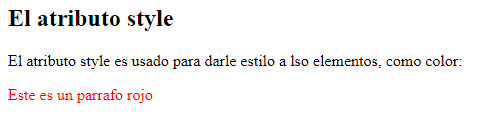 El atributo style
El atributo style es usado para darle estilo a lso elementos, como color:
Este es un parrafo rojo